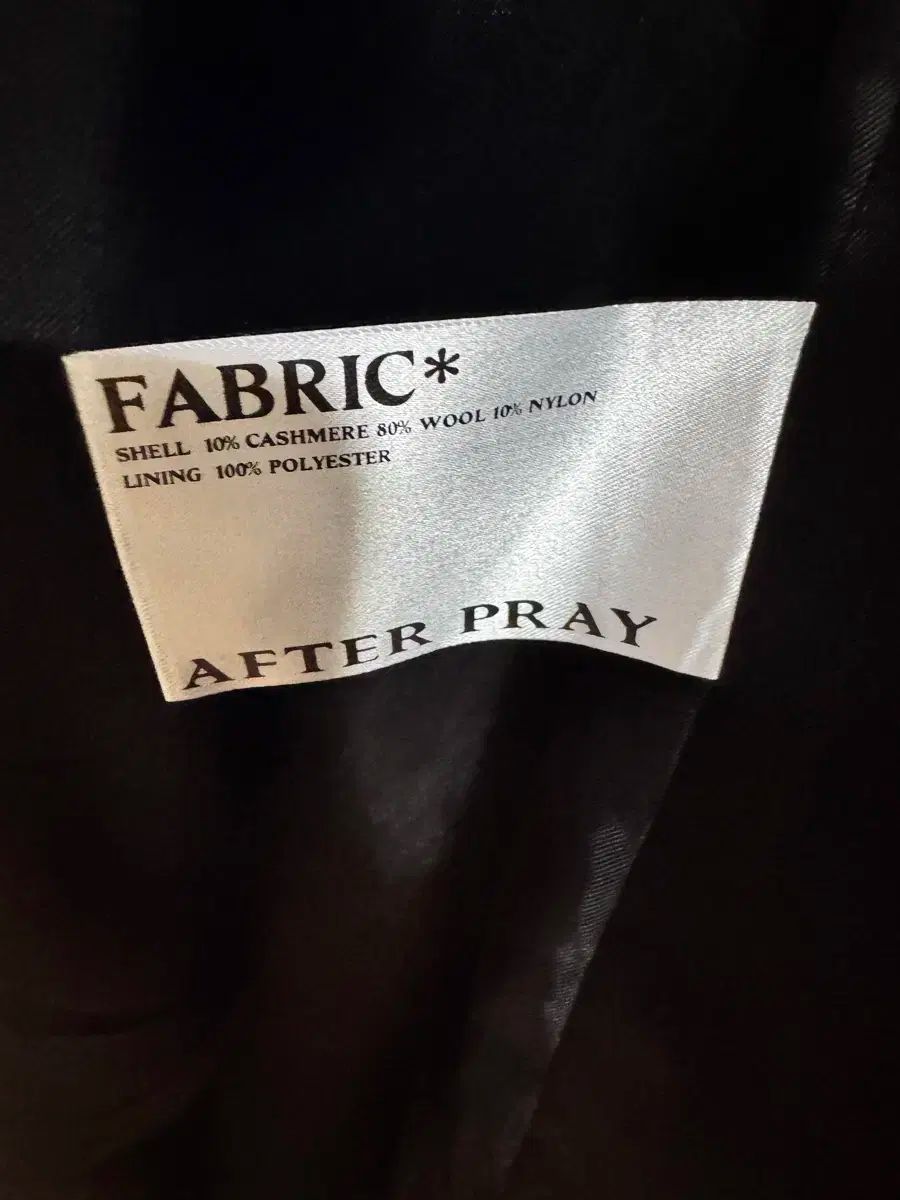 FABRIC*
SHELL 10% CASHMERE 80% WOOL 10% NYLON
LINING 100% POLYESTER
AFTER PRAY